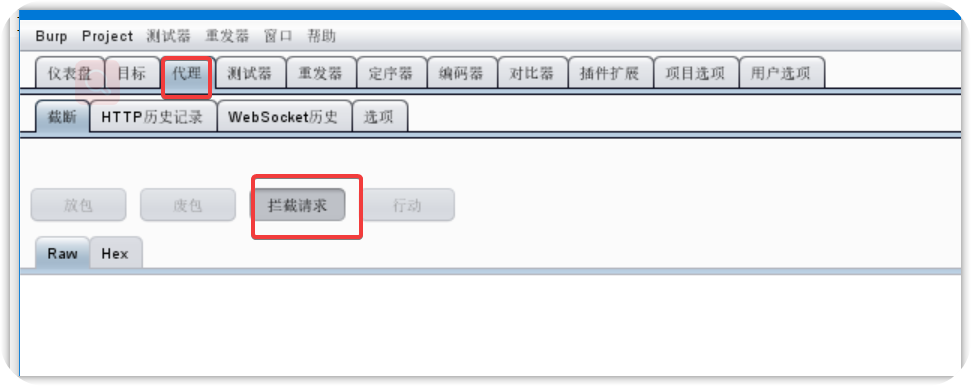 Burp Project 测试器 重发器 窗口 帮助
仪表盘 目标 代理 测试器 重发器 定序器 编码器 对比器 插件扩展 项目选项 用户选项
截断 HTTP历史记录 WebSocket历史 选项
放包 废包 拦截请求 行动
Raw Hex